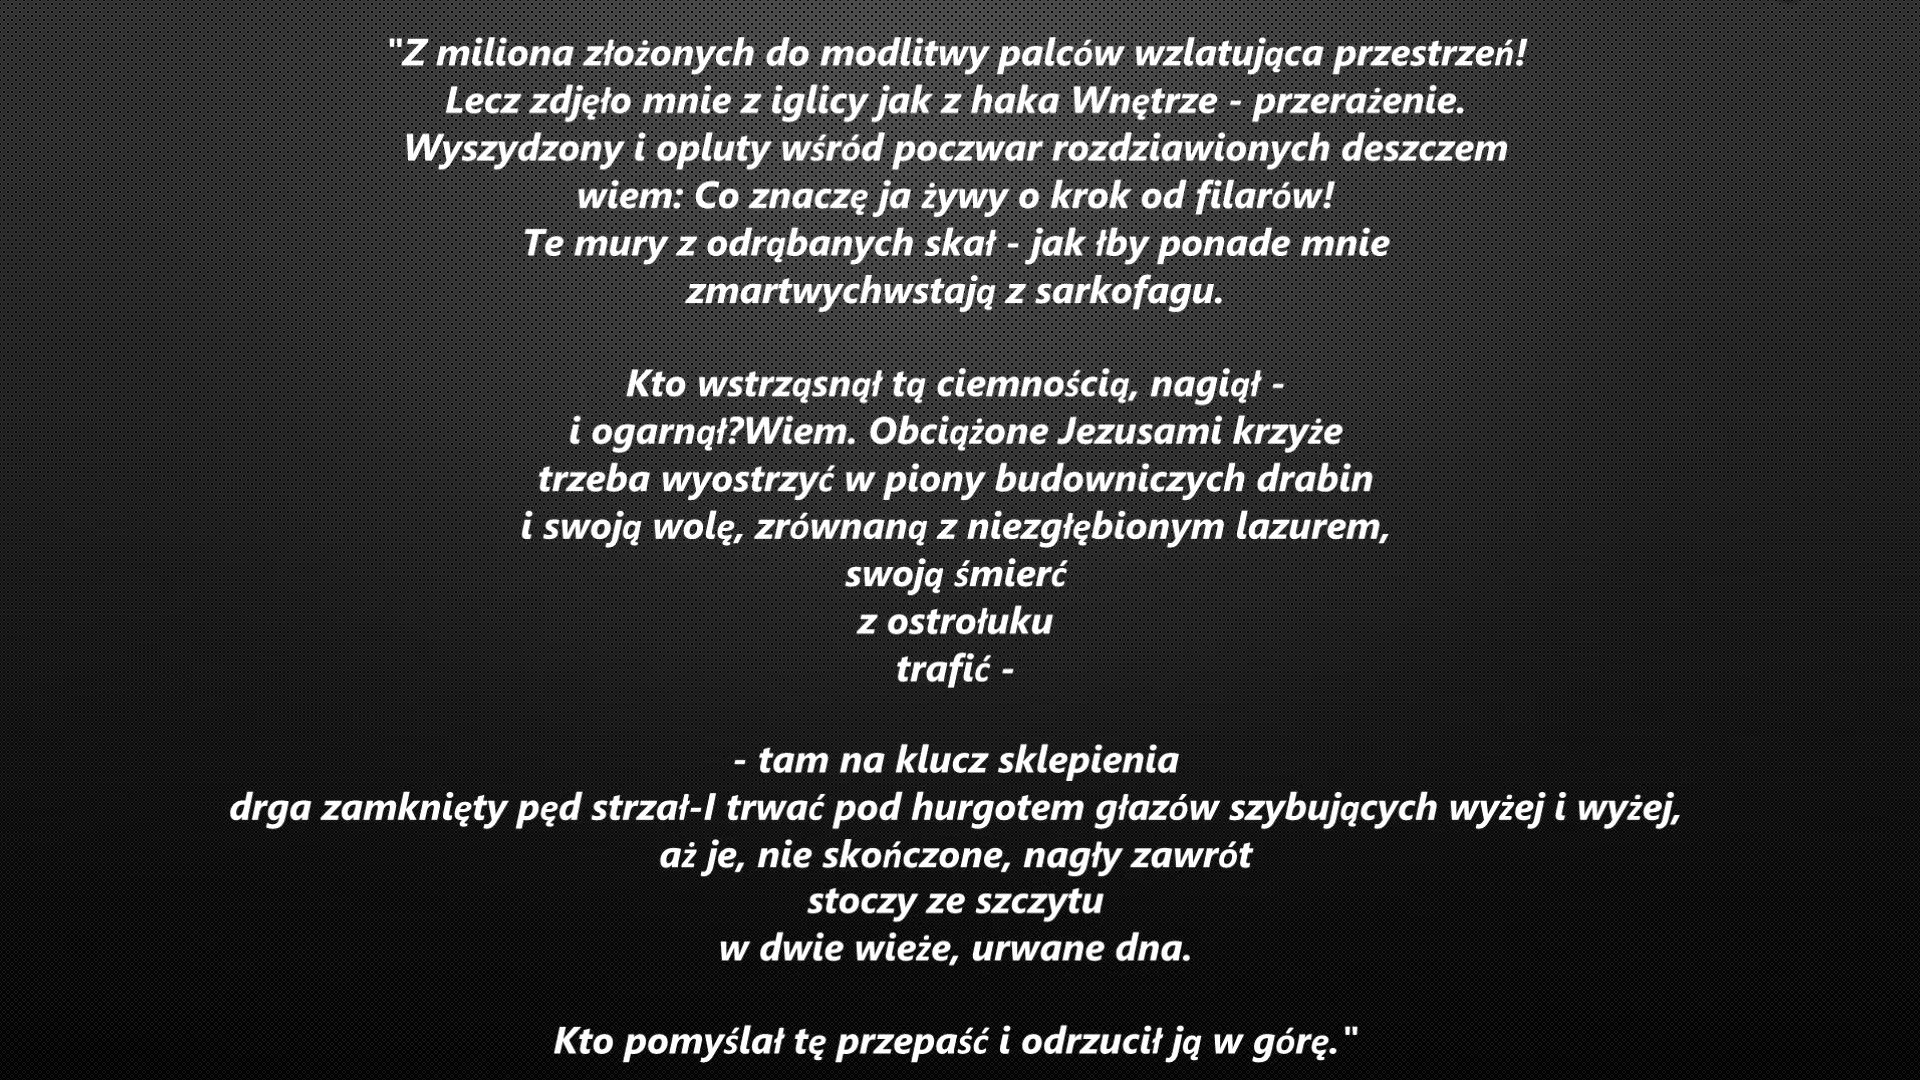 "Z miliona złożonych do modlitwy palców wzlatująca przestrzeń!
Lecz zdjęło mnie z iglicy jak z haka Wnętrze - przerażenie.
Wyszydzony i opluty wśród poczwar rozdziawionych deszczem
wiem: Co znaczę ja żywy o krok od filarów!
Te mury z odrąbanych skał - jak łby ponade mnie
zmartwychwstają z sarkofagu.
Kto wstrząsnął tą ciemnością, nagiął -
i ogarnął?Wiem. Obciążone Jezusami krzyże
trzeba wyostrzyć w piony budowniczych drabin
i swoją wolę, zrównaną z niezgłębionym lazurem,
swoją śmierć
z ostrołuku
trafić -
- tam na klucz sklepienia
drga zamknięty pęd strzał-I trwać pod hurgotem głazów szybujących wyżej i wyżej,
aż je, nie skończone, nagły zawrót
stoczy ze szczytu
w dwie wieże, urwane dna.
Kto pomyślał tę przepaść i odrzucił ją w górę."